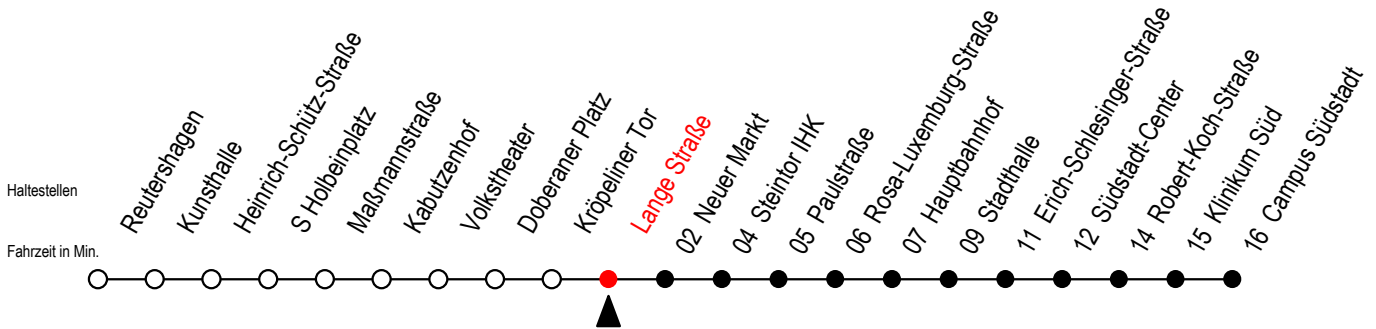 Haltestellen
Fahrzeit in Min.
Reutershagen
Kunsthalle
Heinrich-Schütz-Straße
S Holbeinplatz
Maßmannstraße
Kabutzenhof
Volkstheater
Doberaner Platz
Kröpeliner Tor
Lange Straße
02 Neuer Markt
04 Steintor IHK
05 Paulstraße
06 Rosa-Luxemburg-Straße
07 Hauptbahnhof
09 Stadthalle
11 Erich-Schlesinger-Straße
12 Südstadt-Center
14 Robert-Koch-Straße
15 Klinikum Süd
16 Campus Südstadt